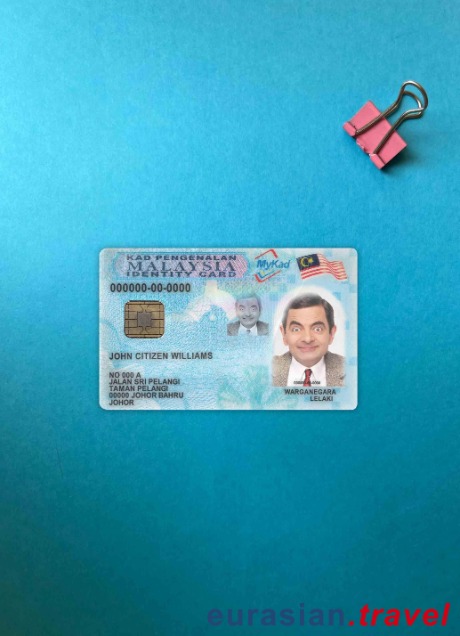 KAD PENGENALAN
MALAYSIA
IDENTITY CARD
MyKad
000000-00-0000
JOHN CITIZEN WILLIAMS
NO 000 A
JALAN SRI PELANGI
TAMAN PELANGI
00000 JOHOR BAHRU
JOHOR
WARGANEGARA
LELAKI
eurasian.travel